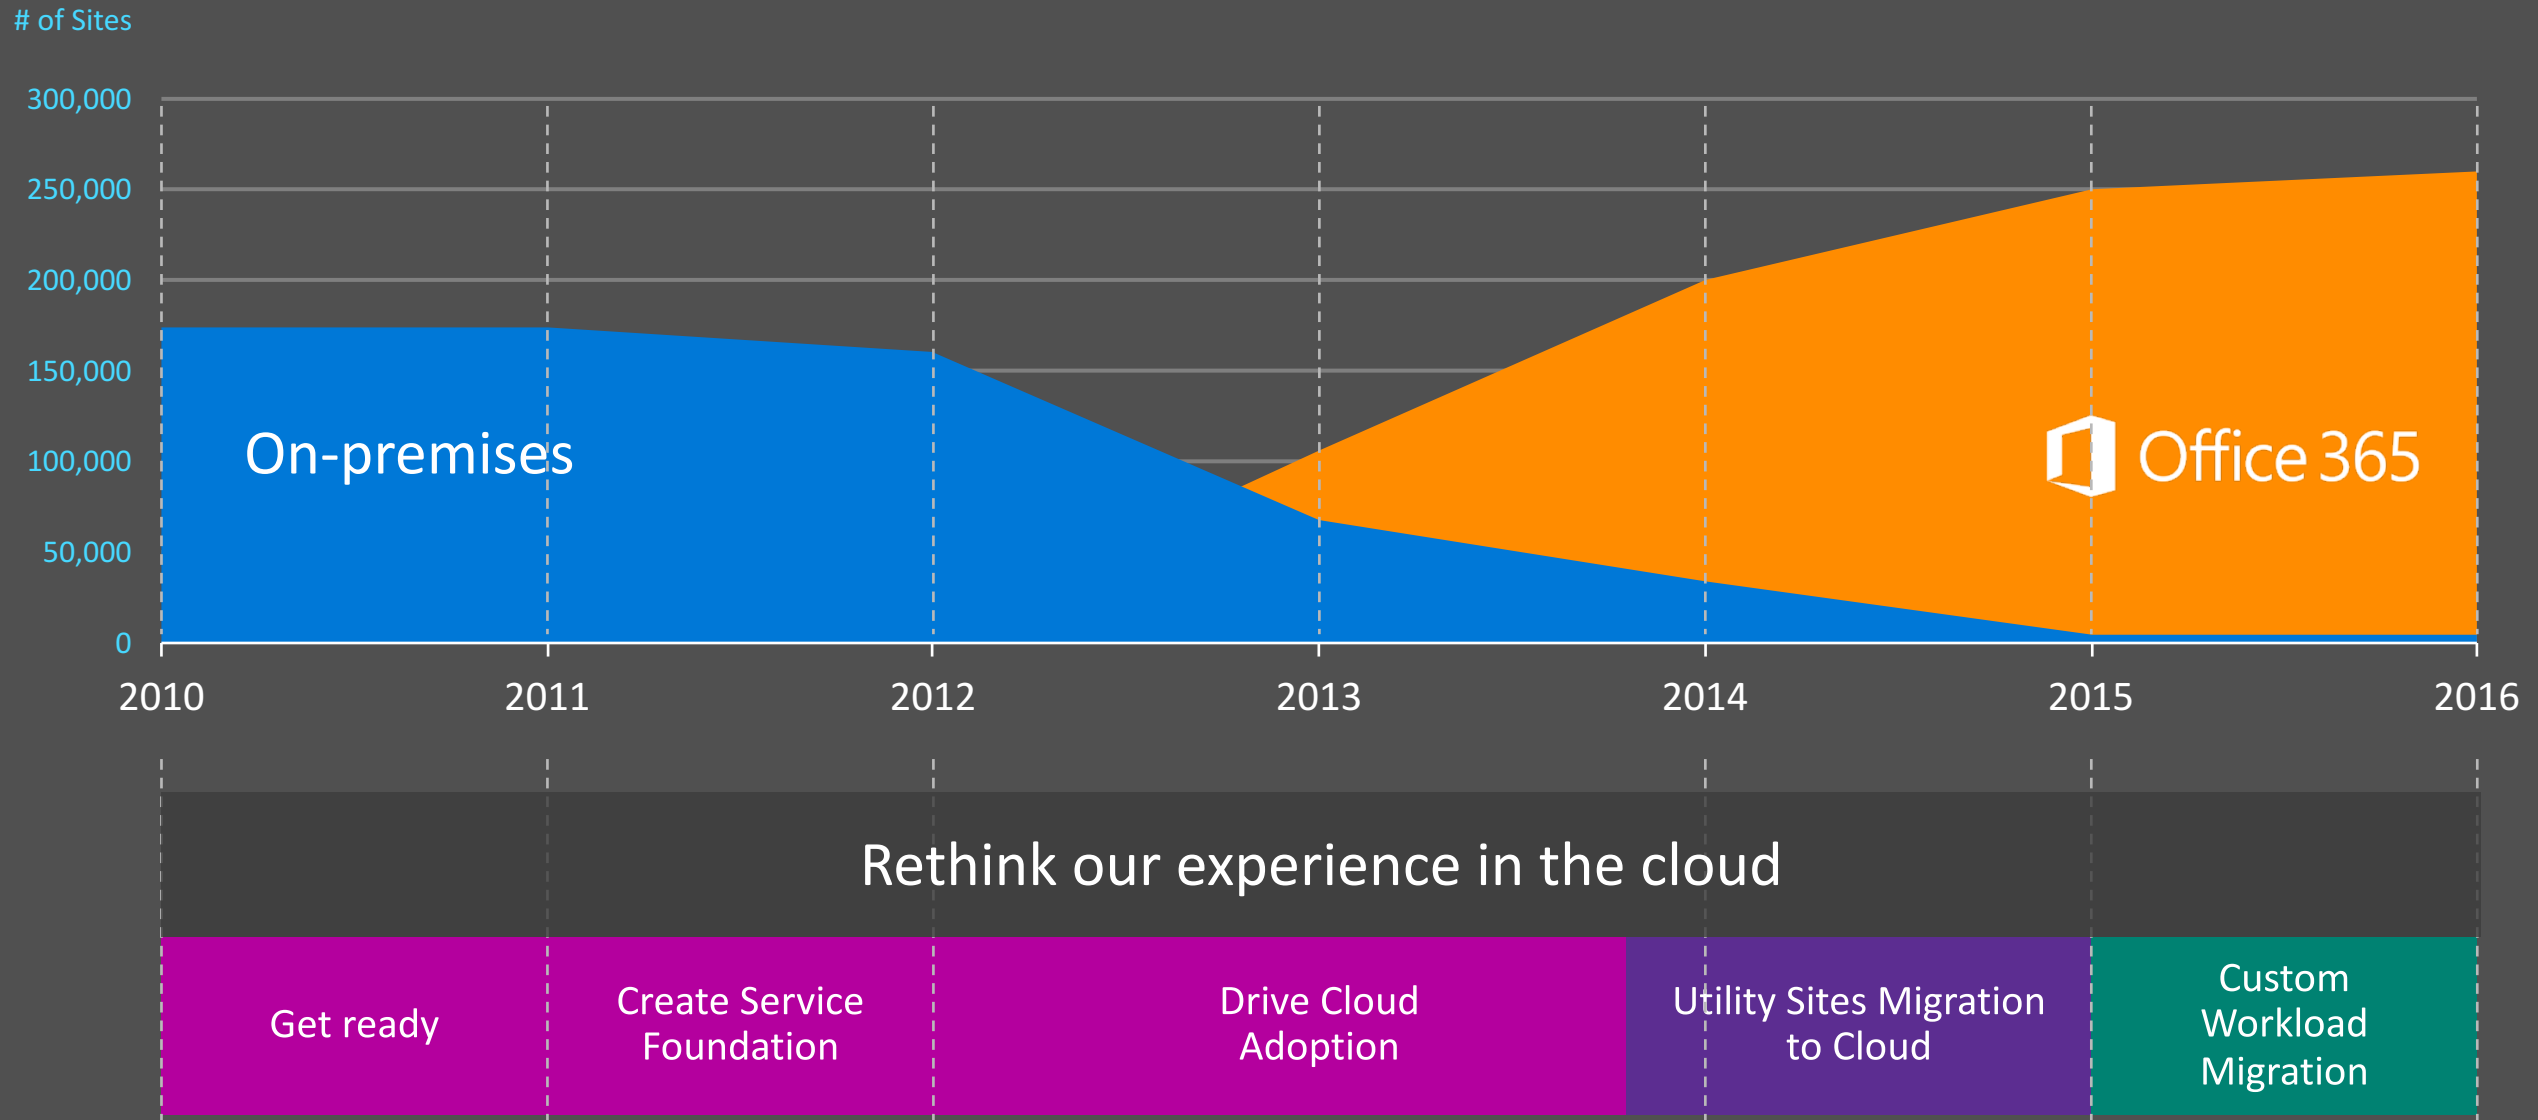 # of Sites
300,000
250,000
200,000
150,000
100,000
50,000
0
On-premises
Office 365
2010 2011 2012 2013 2014 2015 2016
Rethink our experience in the cloud
Get ready
Create Service
Foundation
Drive Cloud
Adoption
Utility Sites Migration
to Cloud
Custom
Workload
Migration